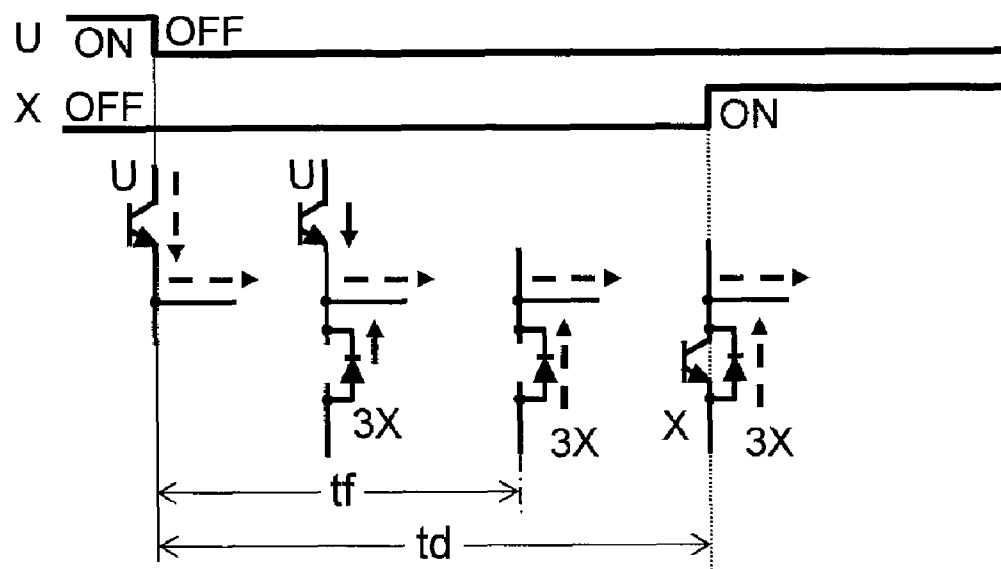 U ON OFF
X OFF ON
U U
3X 3X X 3X
tf
td